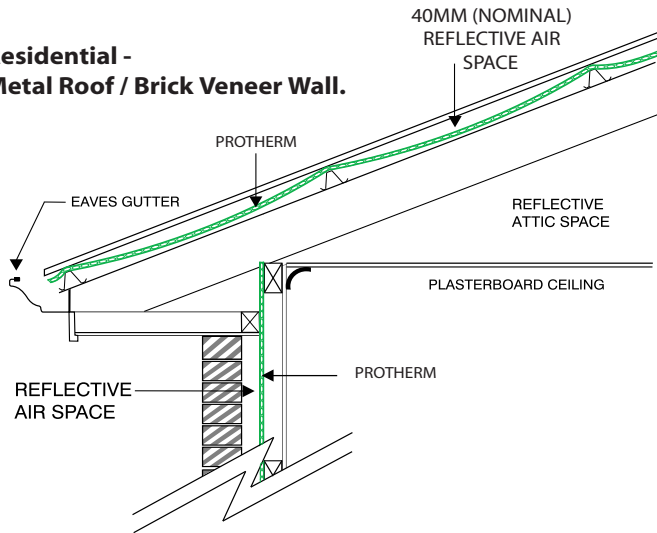 esidential -
Metal Roof / Brick Veneer Wall.
40MM (NOMINAL)
REFLECTIVE AIR
SPACE
PROTHERM
EAVES GUTTER
REFLECTIVE
ATTIC SPACE
PLASTERBOARD CEILING
PROTHERM
REFLECTIVE
AIR SPACE